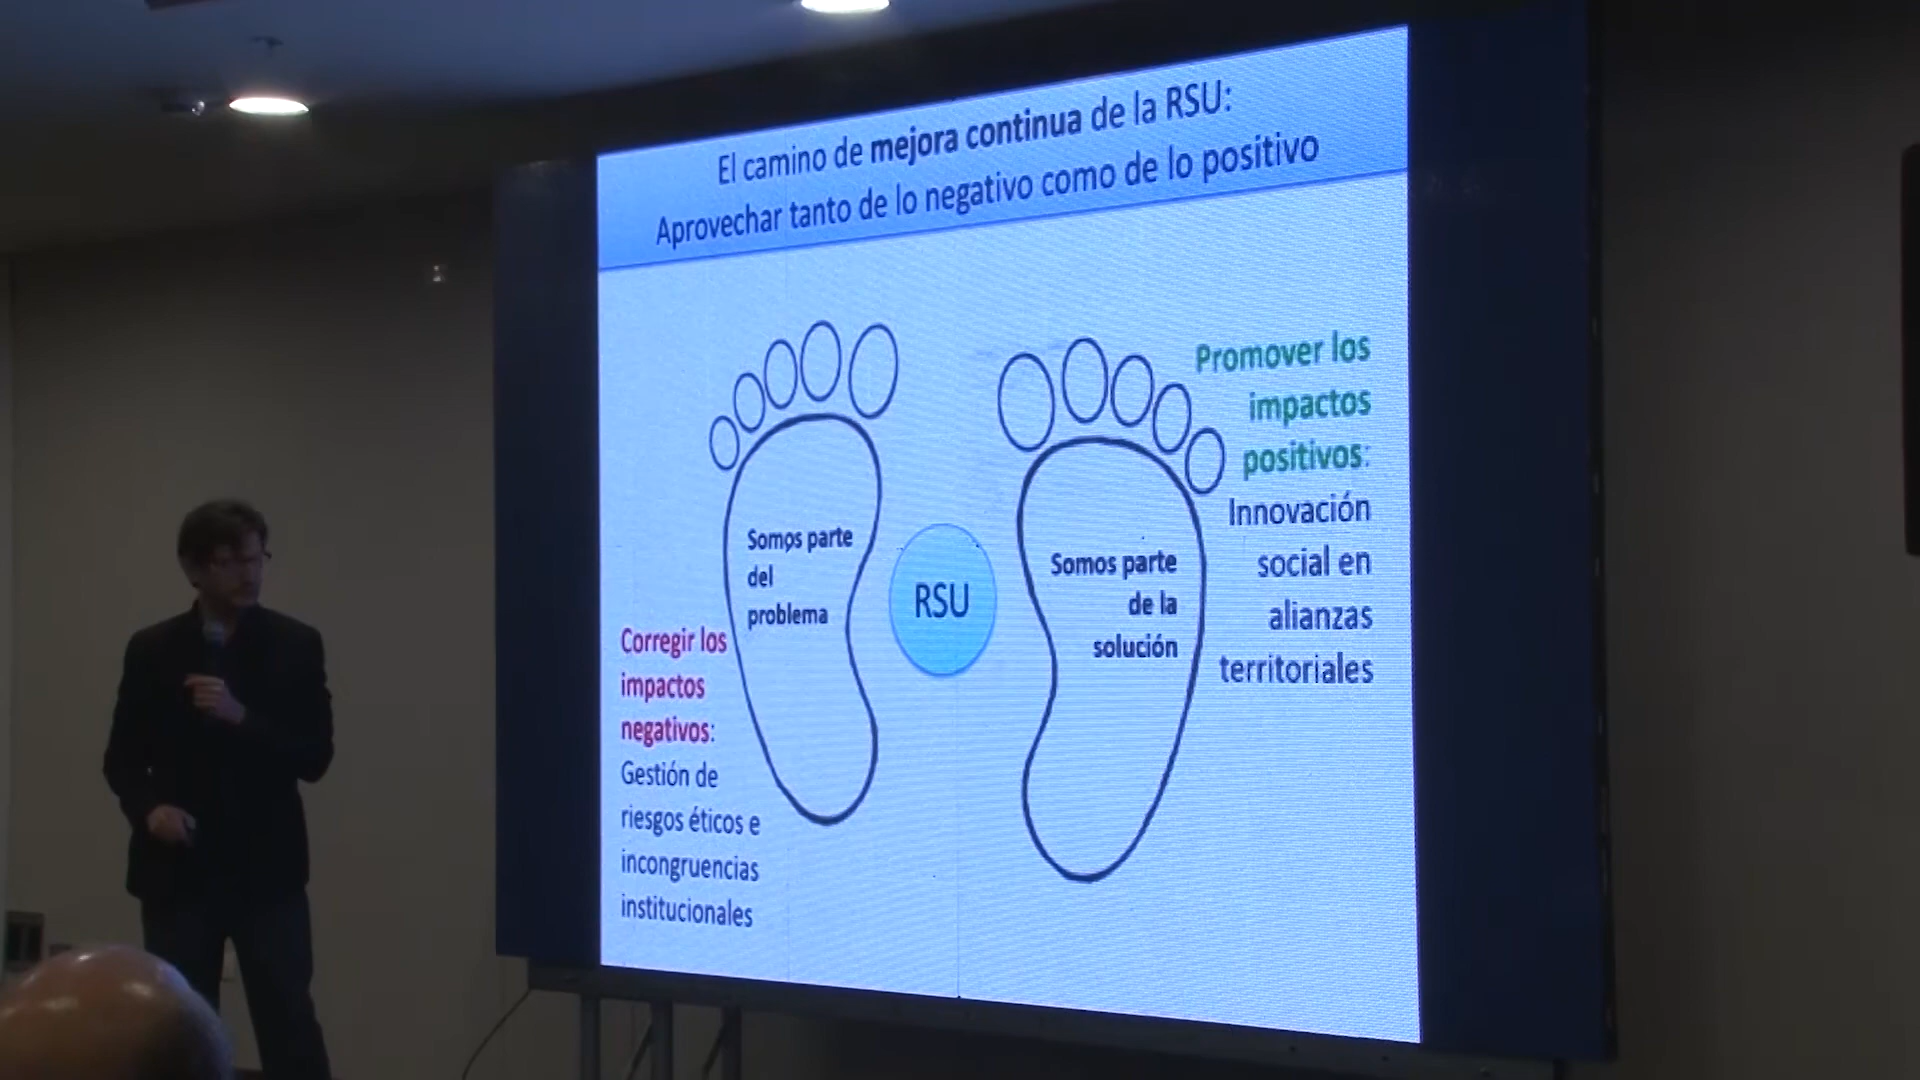 El camino de mejora continua de la RSU:
Aprovechar tanto de lo negativo como de lo positivo
Somos parte
del
problema
Corregir los
impactos
negativos:
Gestión de
riesgos éticos e
incongruencias
institucionales
RSU
Somos parte
de la
solución
Promover los
impactos
positivos:
Innovación
social en
alianzas
territoriales